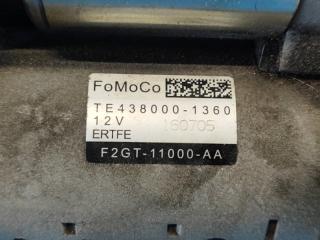 FoMoCo
TE438000-1360
12V 160705
ERTFE
F2GT-11000-AA